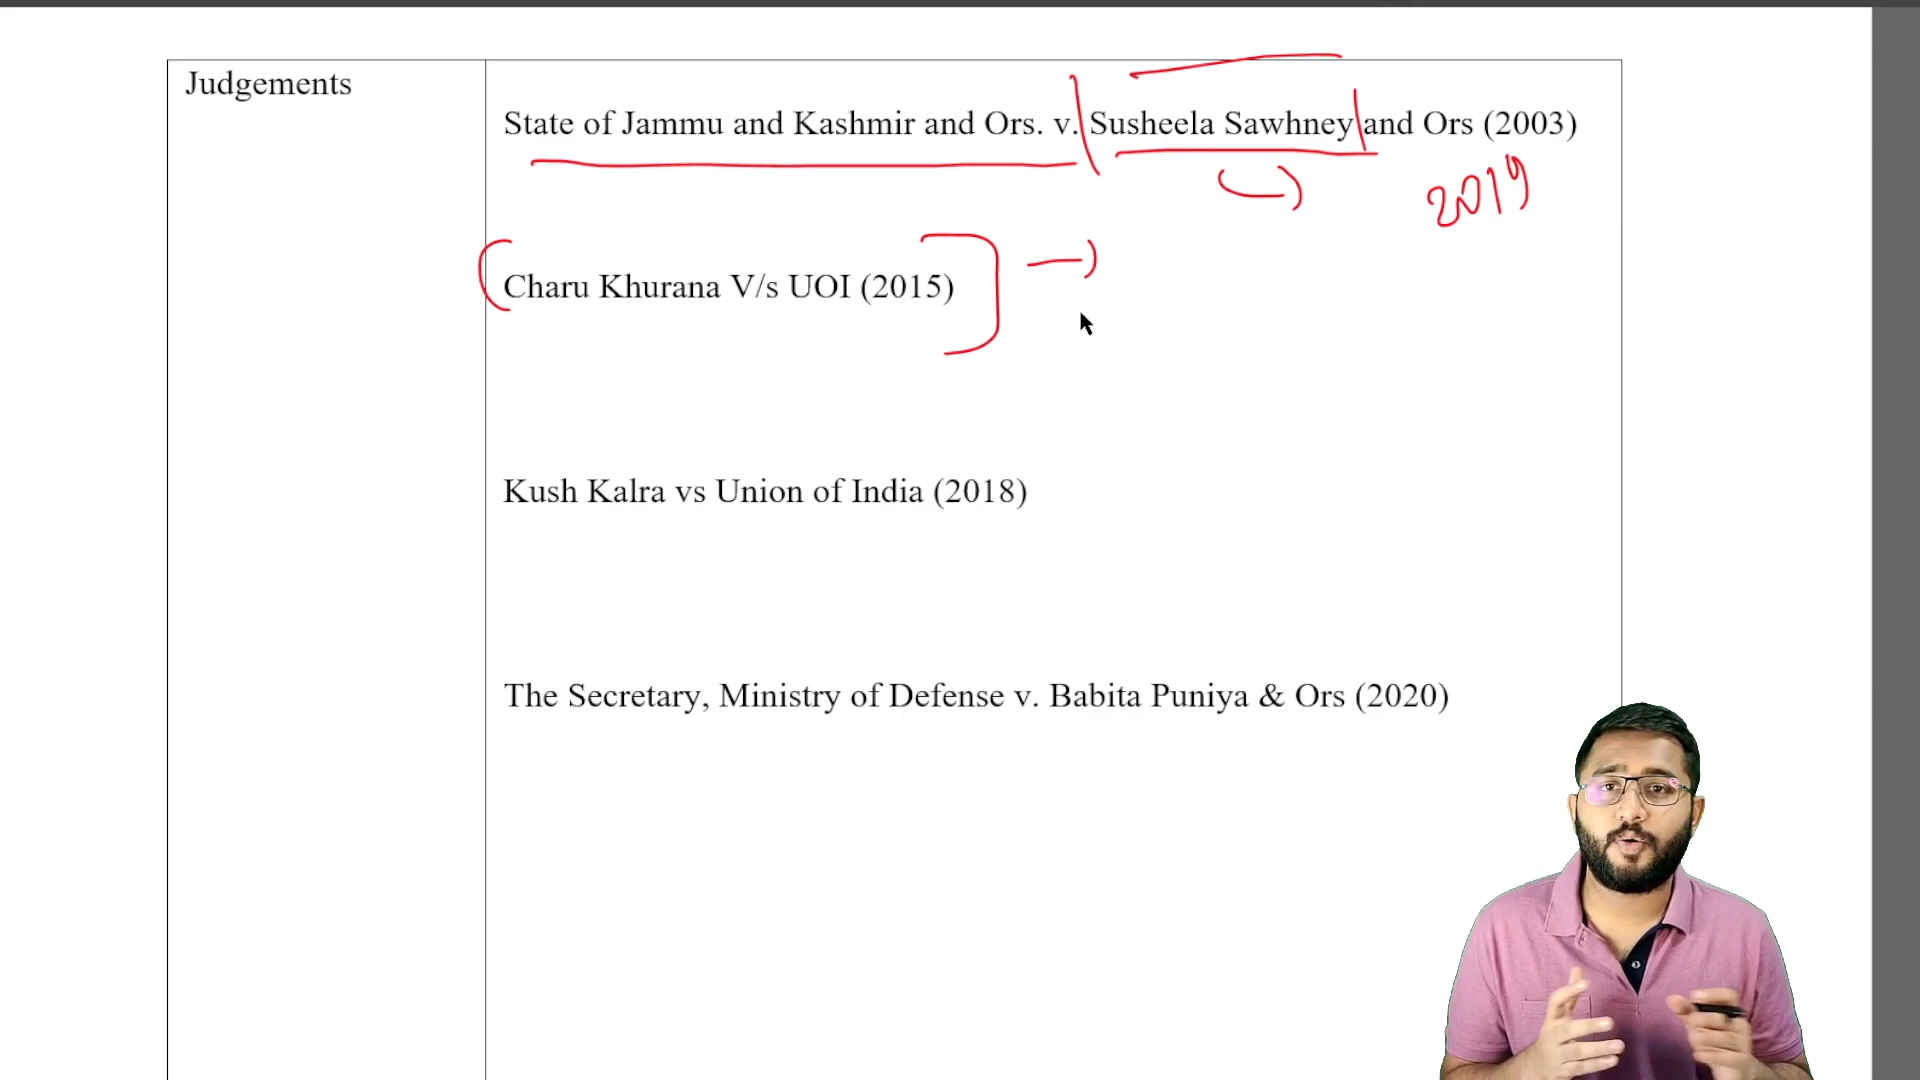 Judgements
State of Jammu and Kashmir and Ors. v. Susheela Sawhney and Ors (2003)
2019
Charu Khurana V/s UOI (2015)
Kush Kalra vs Union of India (2018)
The Secretary, Ministry of Defense v. Babita Puniya & Ors (2020)